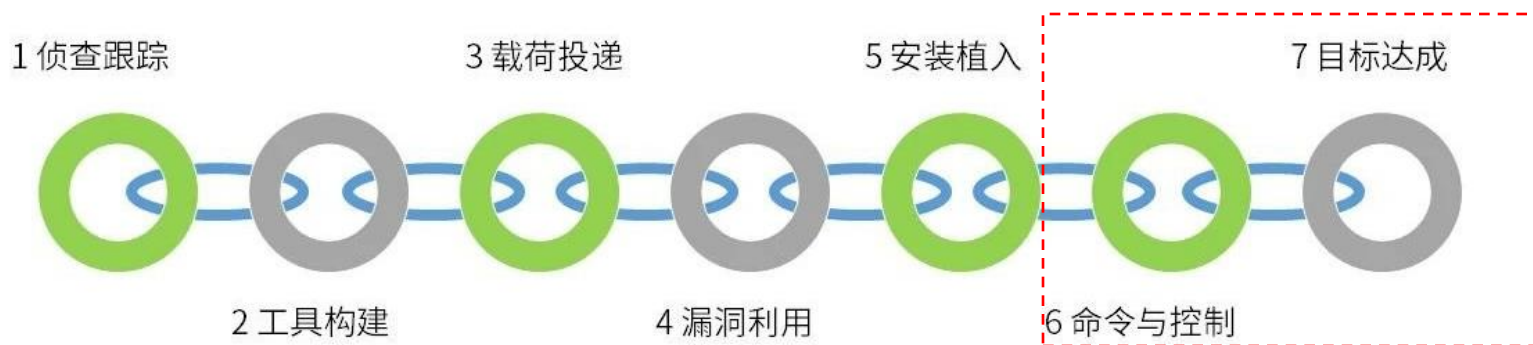 1 侦查跟踪
2 工具构建
3 载荷投递
4 漏洞利用
5 安装植入
6 命令与控制
7 目标达成